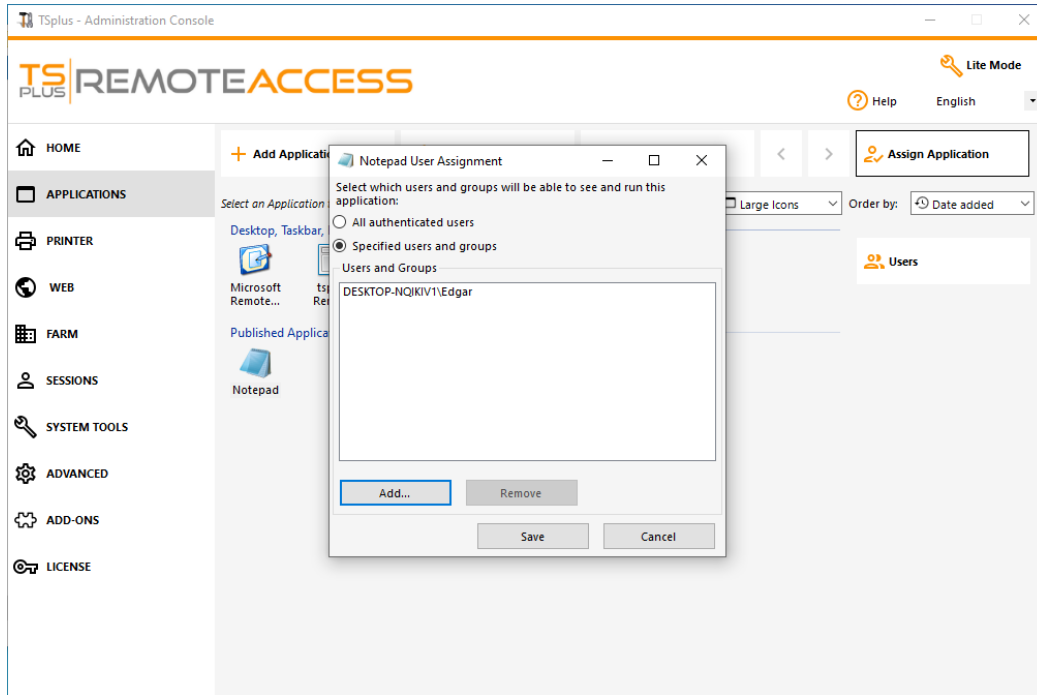 TSplus - Administration Console
TS PLUS REMOTEACCESS
Lite Mode
Help
English
HOME
APPLICATIONS
PRINTER
WEB
FARM
SESSIONS
SYSTEM TOOLS
ADVANCED
ADD-ONS
LICENSE
Add
Assign Application
Select an Application
Large Icons
Order by:
Date added
Desktop, Taskbar,
Microsoft
Remote...
Published
Notepad
Users
Notepad User Assignment
Select which users and groups will be able to see and run this
application:
All authenticated users
Specified users and groups
Users and Groups
DESKTOP-NQIKIV1\Edgar
Add...
Remove
Save
Cancel